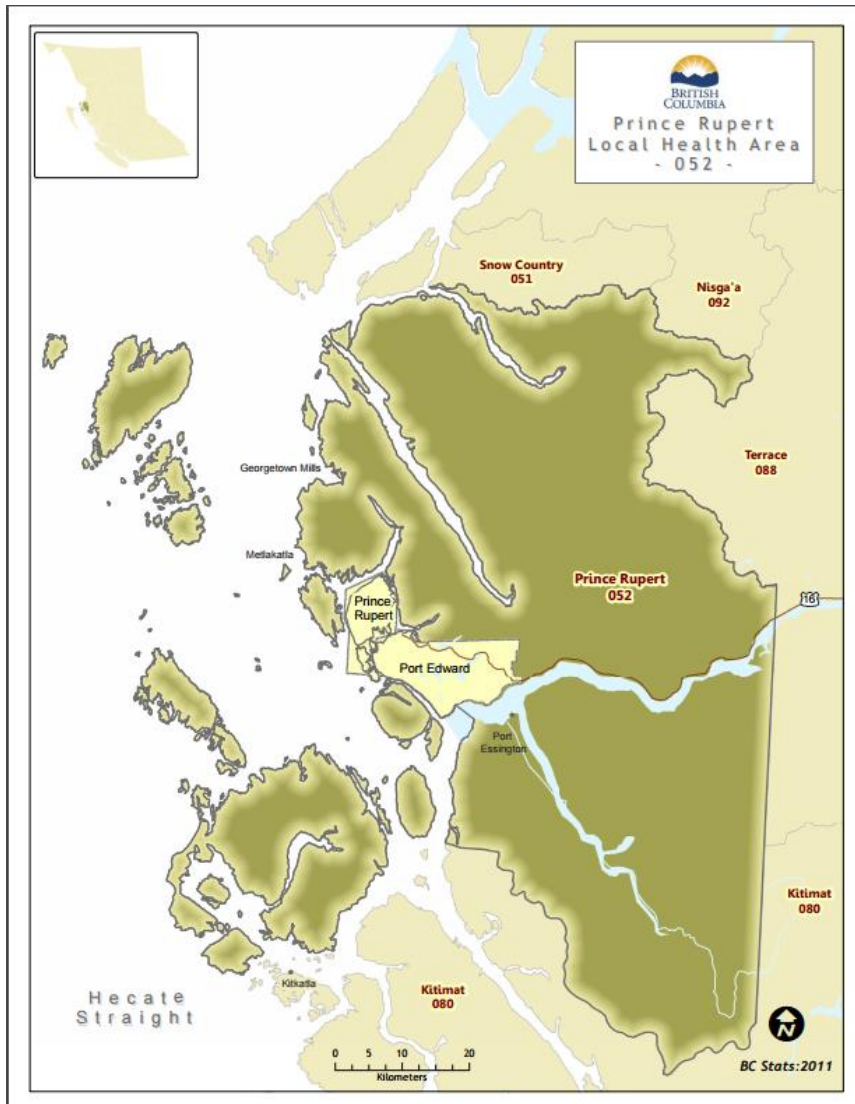 BRITISH
COLUMBIA
Prince Rupert
Local Health Area
- 052 -
Snow Country
051
Nisga'a
092
Terrace
088
Georgetown Mills
Metlakatla
Prince Rupert
052
16
Prince
Rupert
Port Edward
Port
Essington
Kitimat
080
Kitkatla
Kitimat
080
Hecate
Straight
0 5 10 20
Kilometers
N
BC Stats:2011